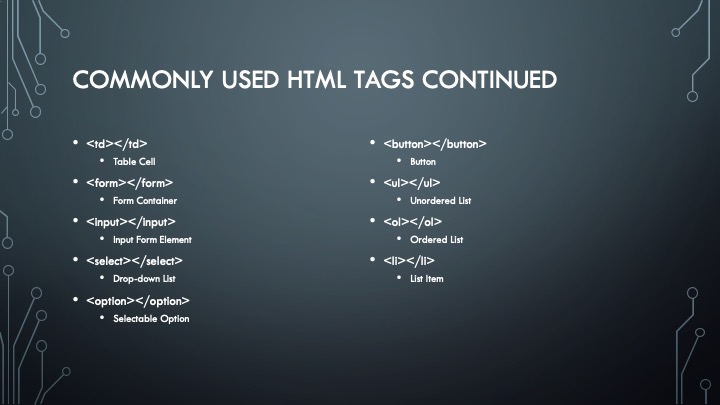 COMMONLY USED HTML TAGS CONTINUED
• <td></td>
• Table Cell
• <form></form>
• Form Container
• <input></input>
• Input Form Element
• <select></select>
• Drop-down List
• <option></option>
• Selectable Option
• <button></button>
• Button
• <ul></ul>
• Unordered List
• <ol></ol>
• Ordered List
• <li></li>
• List Item